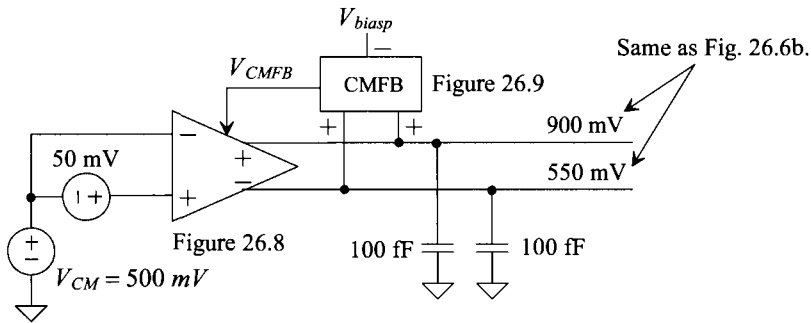 V_biasp
Same as Fig. 26.6b.
V_CMFB
−
CMFB
Figure 26.9
+ +
900 mV
−
50 mV
+
−
550 mV
− +
+
Figure 26.8
100 fF
100 fF
+
−
V_CM = 500 mV